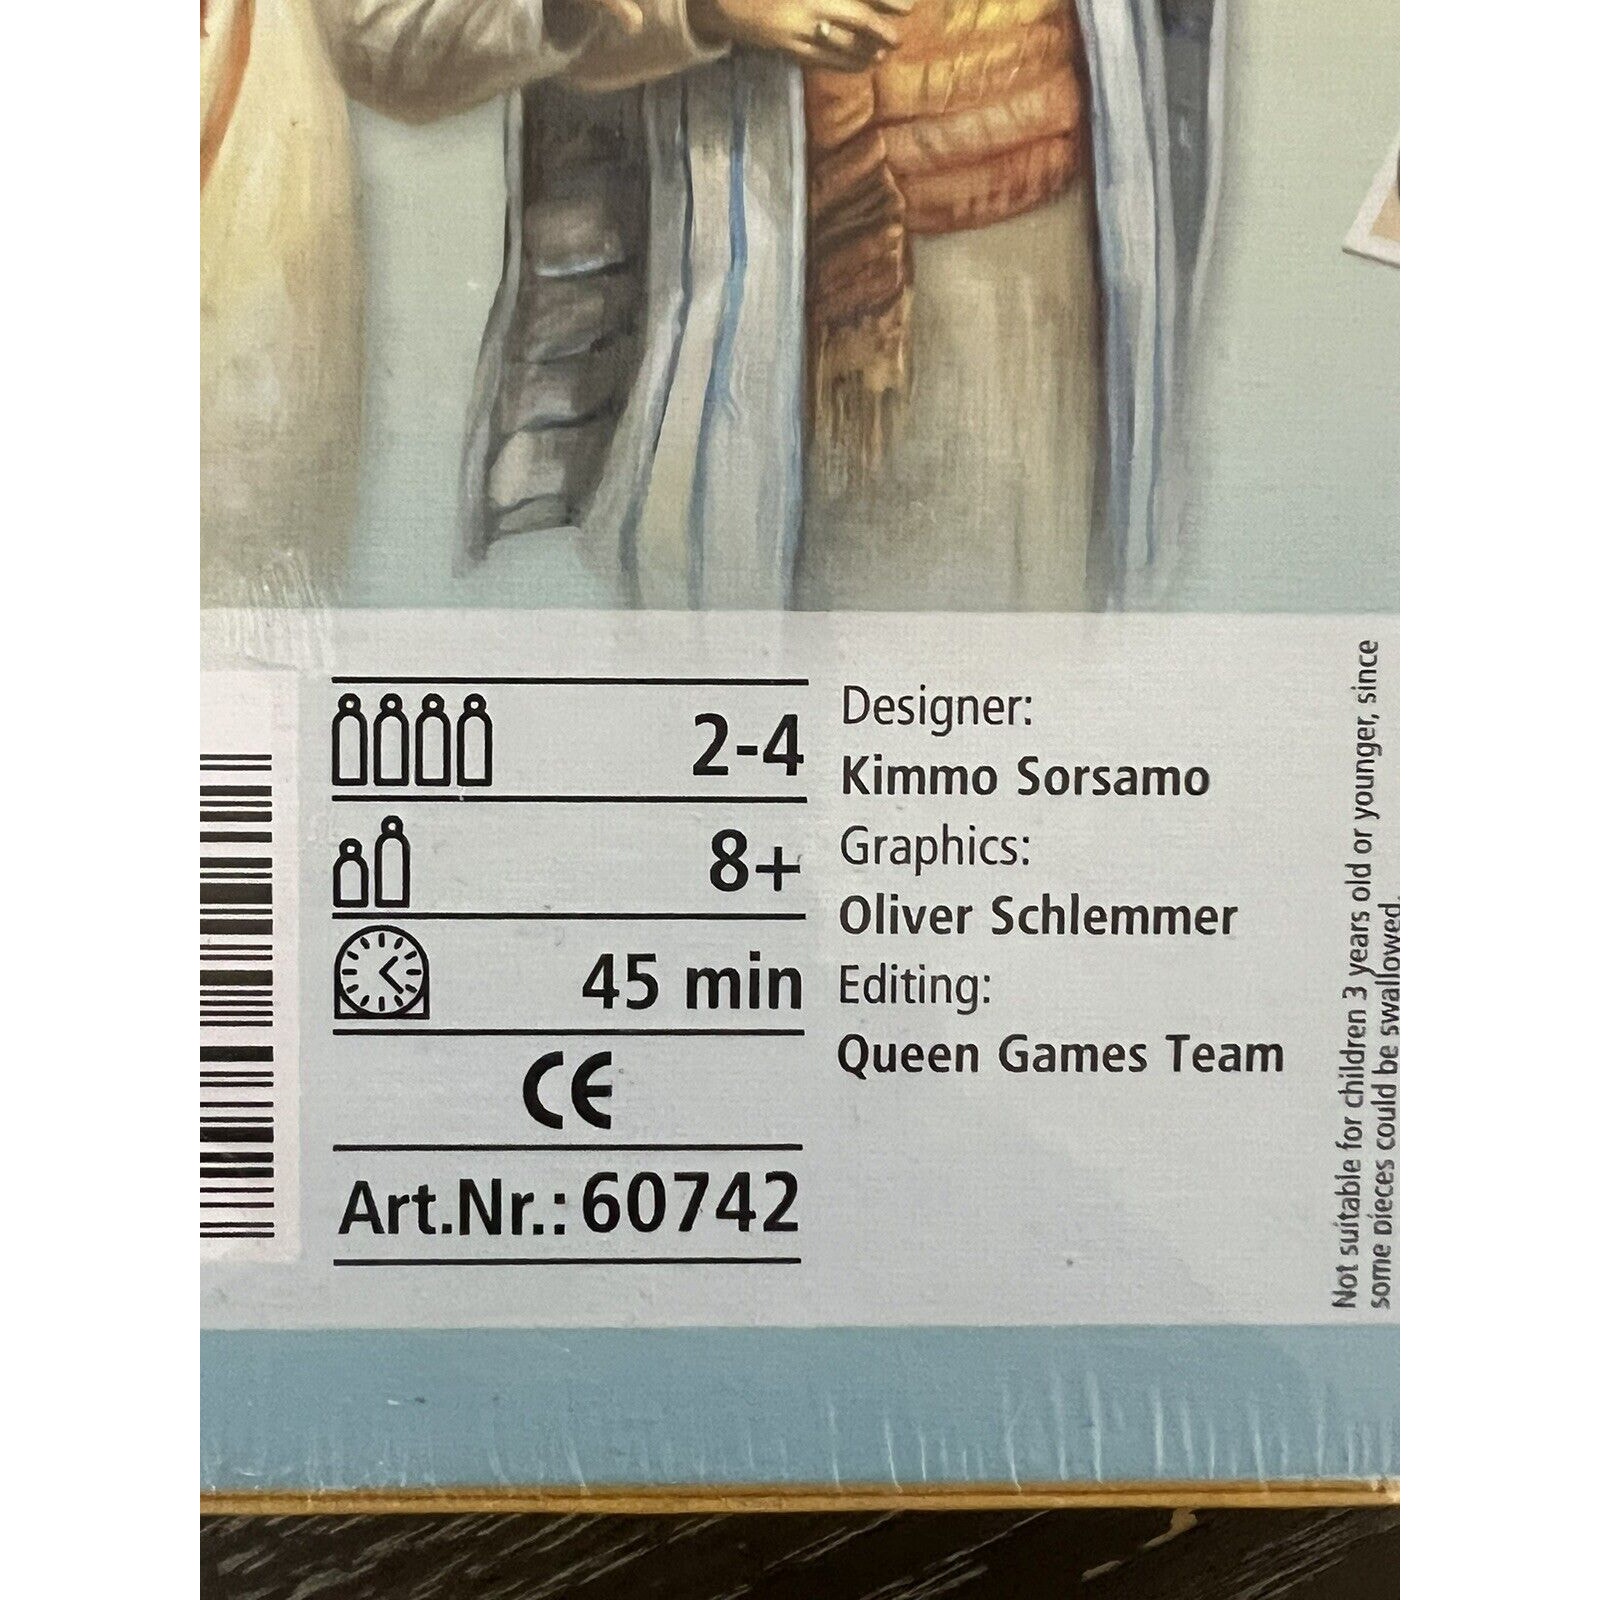 2-4
8+
45 min
CE
Art.Nr.: 60742
Designer:
Kimmo Sorsamo
Graphics:
Oliver Schlemmer
Editing:
Queen Games Team
Not suitable for children 3 years old or younger, since
some pieces could be swallowed.